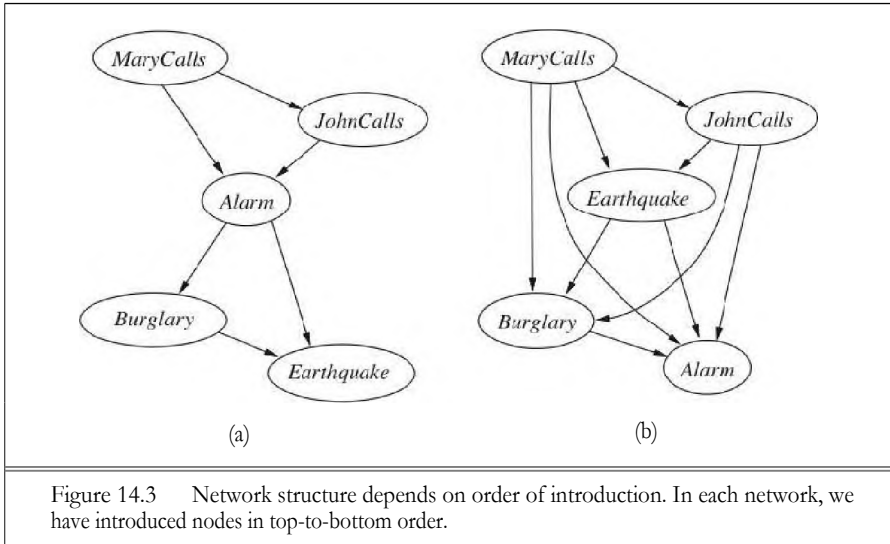 MaryCalls
JohnCalls
Alarm
Burglary
Earthquake
(a)
MaryCalls
JohnCalls
Earthquake
Burglary
Alarm
(b)
Figure 14.3 Network structure depends on order of introduction. In each network, we
have introduced nodes in top-to-bottom order.